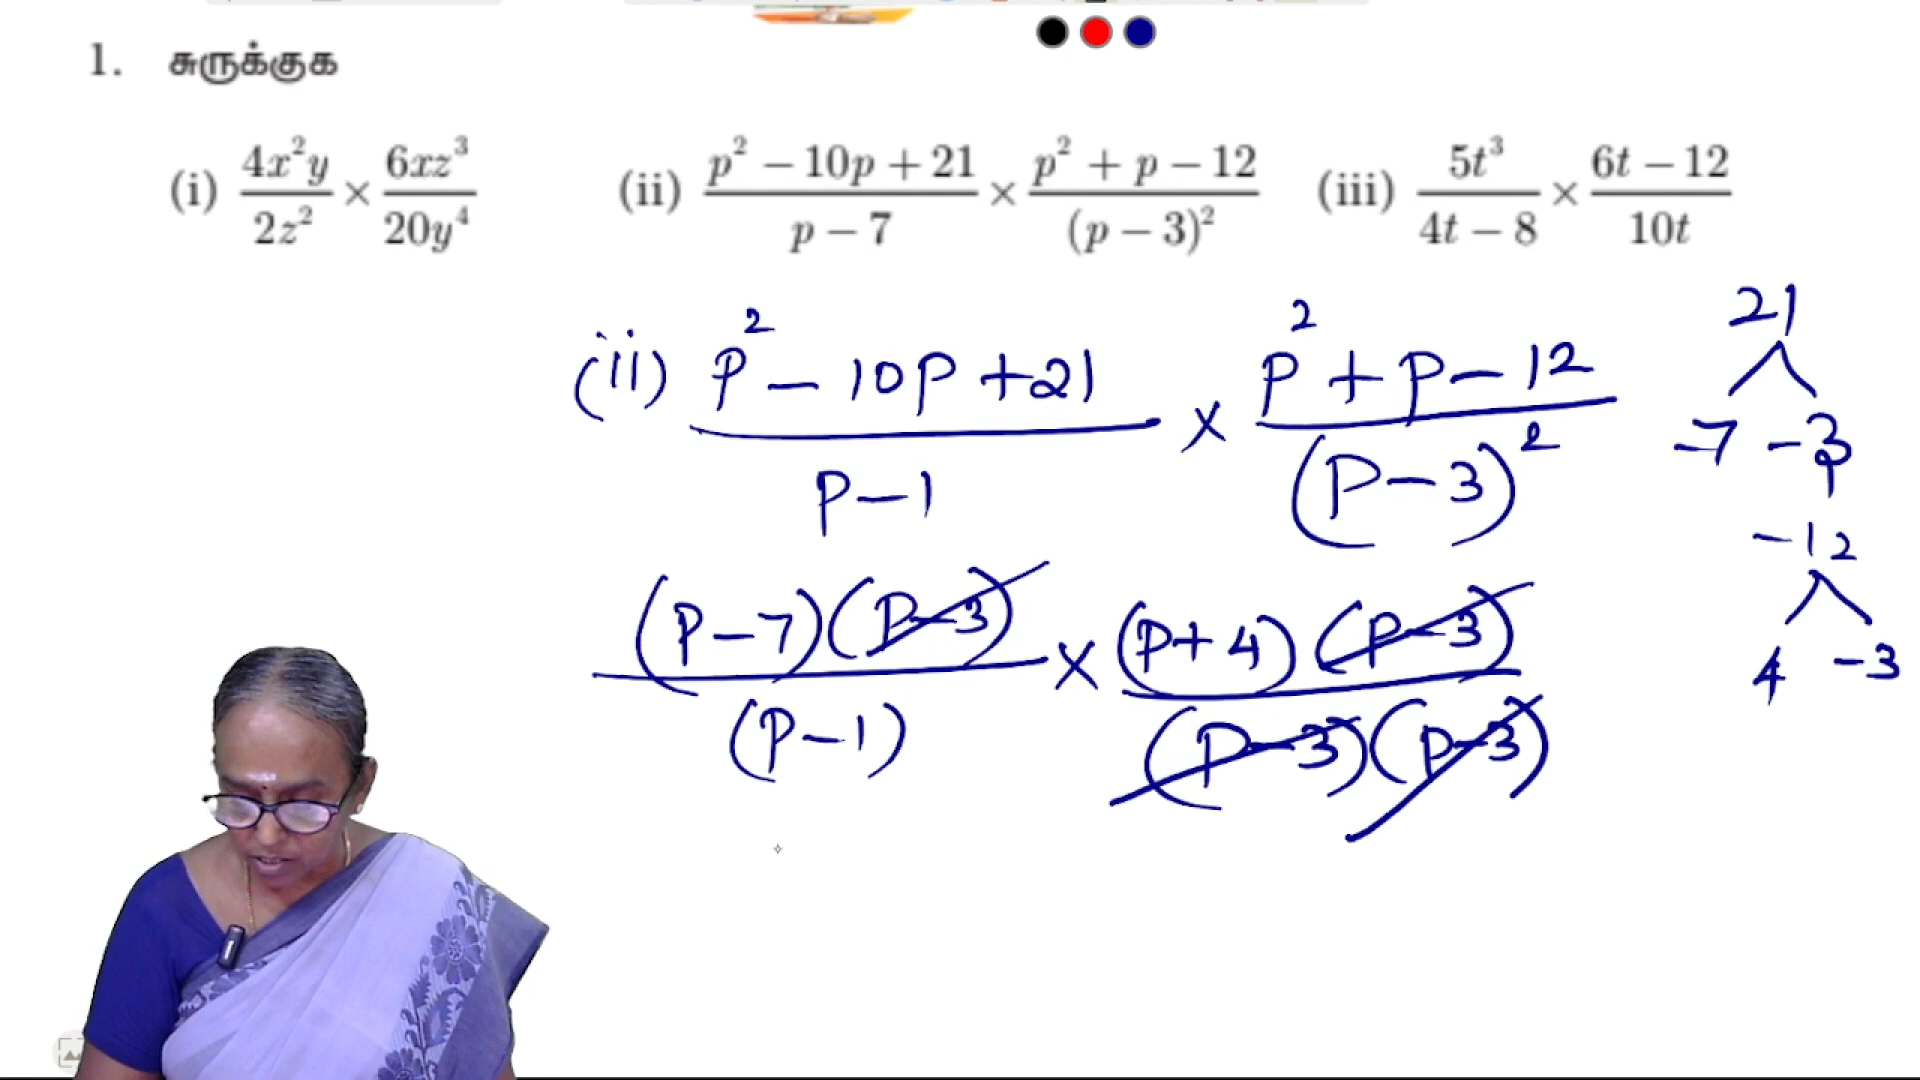 1. சுருக்குக
(i) 4x²y/2z² × 6xz³/20y⁴ (ii) p² − 10p + 21/p − 7 × p² + p − 12/(p − 3)² (iii) 5t³/4t − 8 × 6t − 12/10t
(ii) p² − 10p + 21/p − 1 × p² + p − 12/(p − 3)²
(p − 7)(p − 3)/(p − 1) × (p + 4)(p − 3)/(p − 3)(p − 3)
21
−7 −3
−12
4 −3